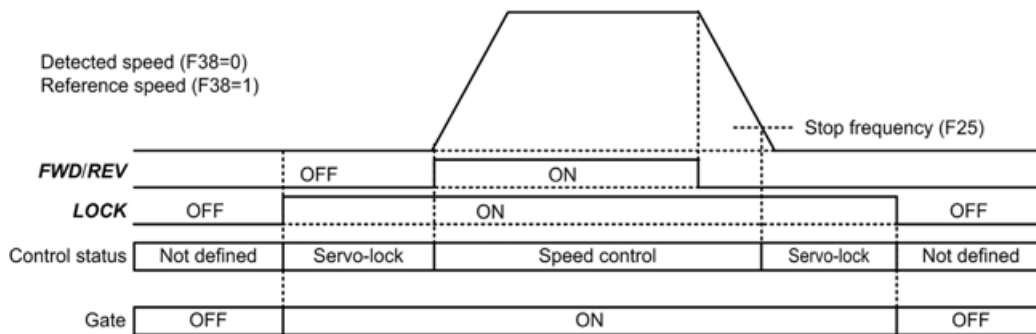 Detected speed (F38=0)
Reference speed (F38=1)
Stop frequency (F25)
FWD/REV OFF ON
LOCK OFF ON OFF
Control status Not defined Servo-lock Speed control Servo-lock Not defined
Gate OFF ON OFF